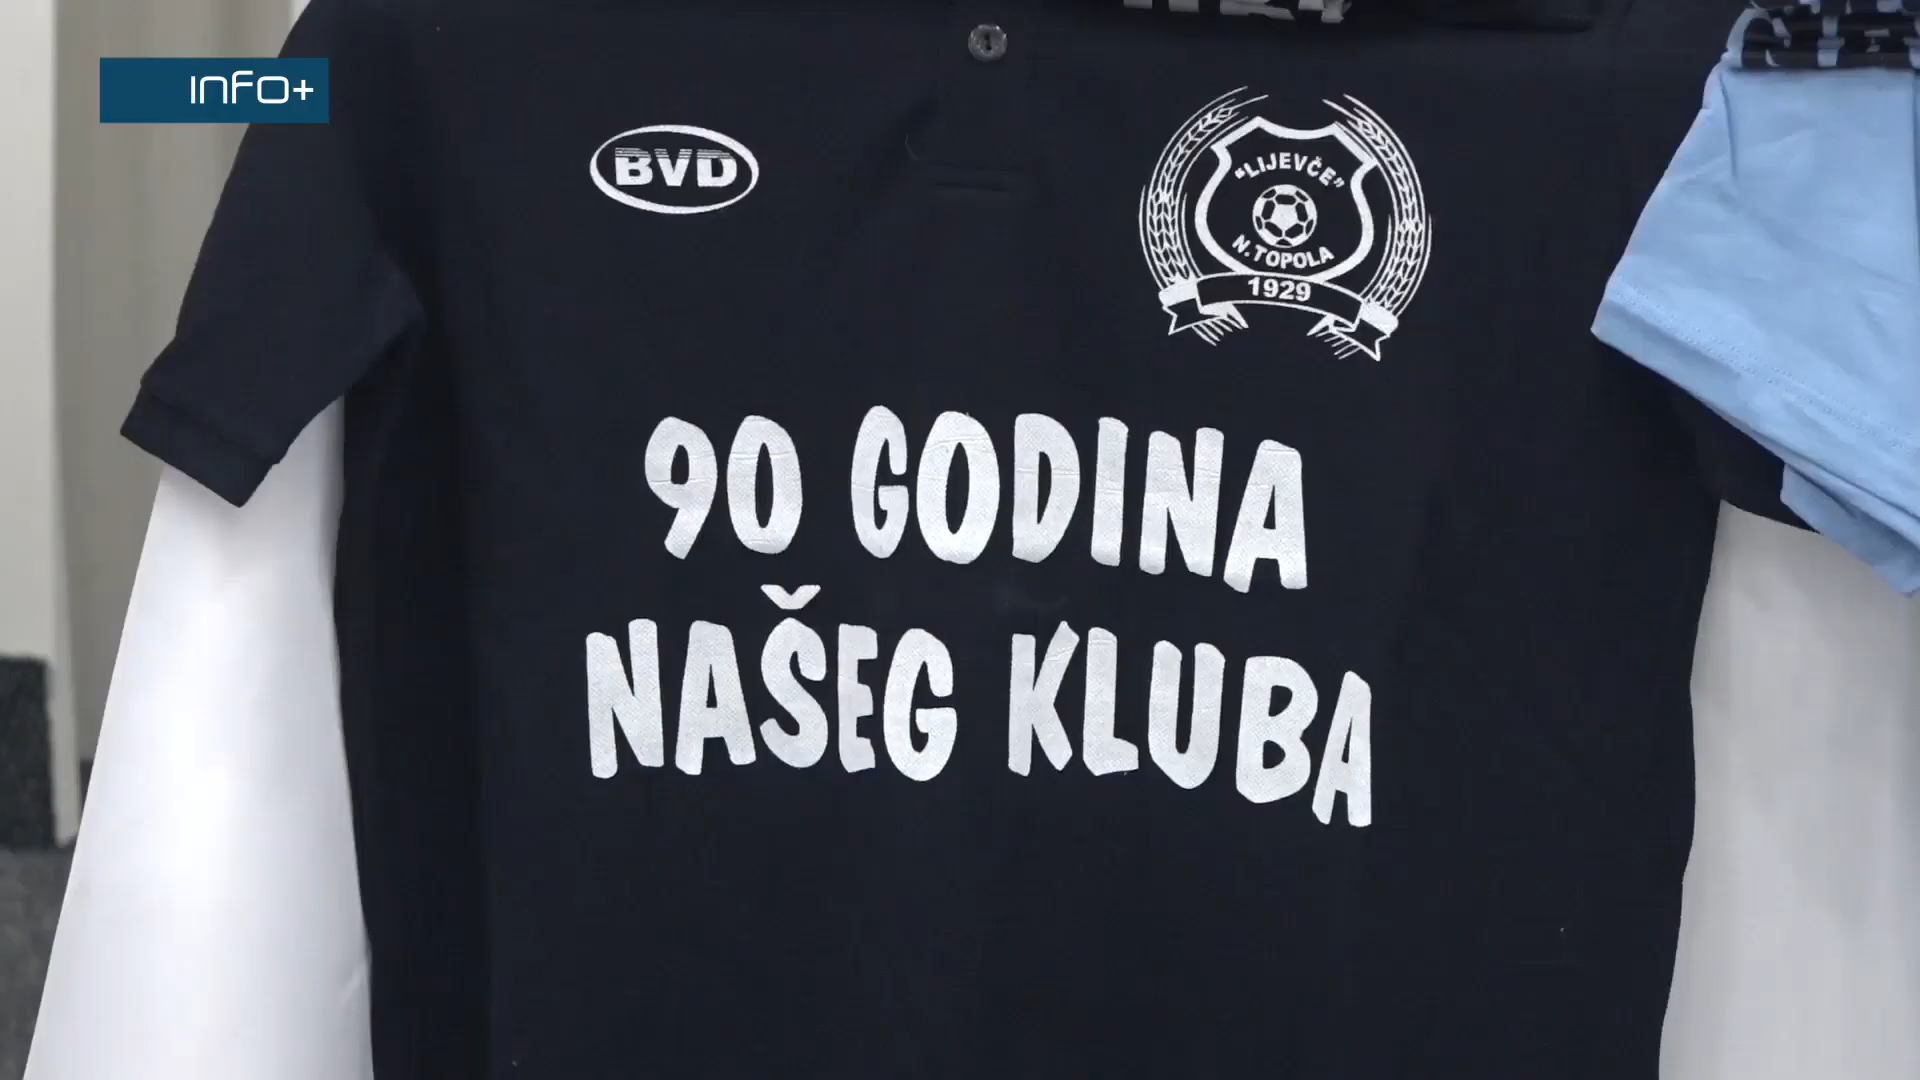 INFO+
BVD
"LIJEVČE"
N.TOPOLA
1929
90 GODINA
NAŠEG KLUBA